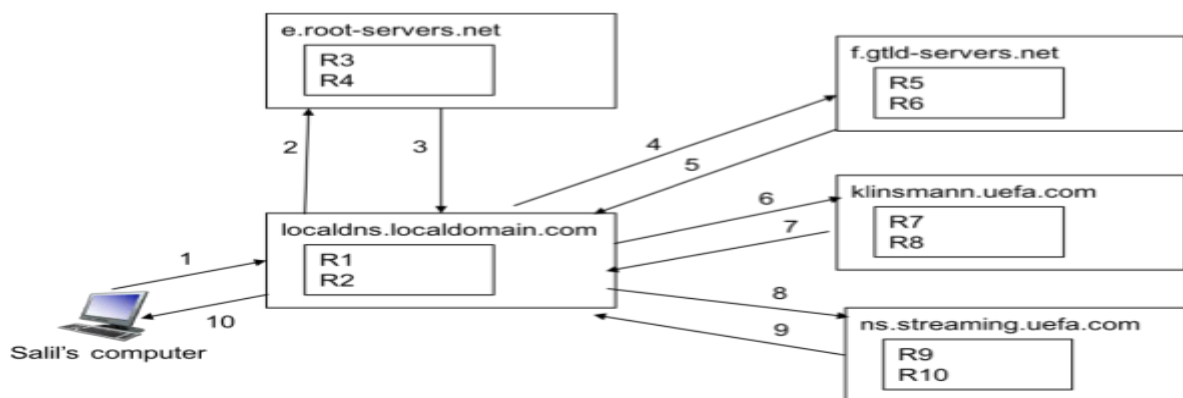 e.root-servers.net
R3
R4
f.gtld-servers.net
R5
R6
2
3
4
5
klinsmann.uefa.com
R7
R8
6
7
localdns.localdomain.com
R1
R2
1
10
Salil's computer
8
9
ns.streaming.uefa.com
R9
R10